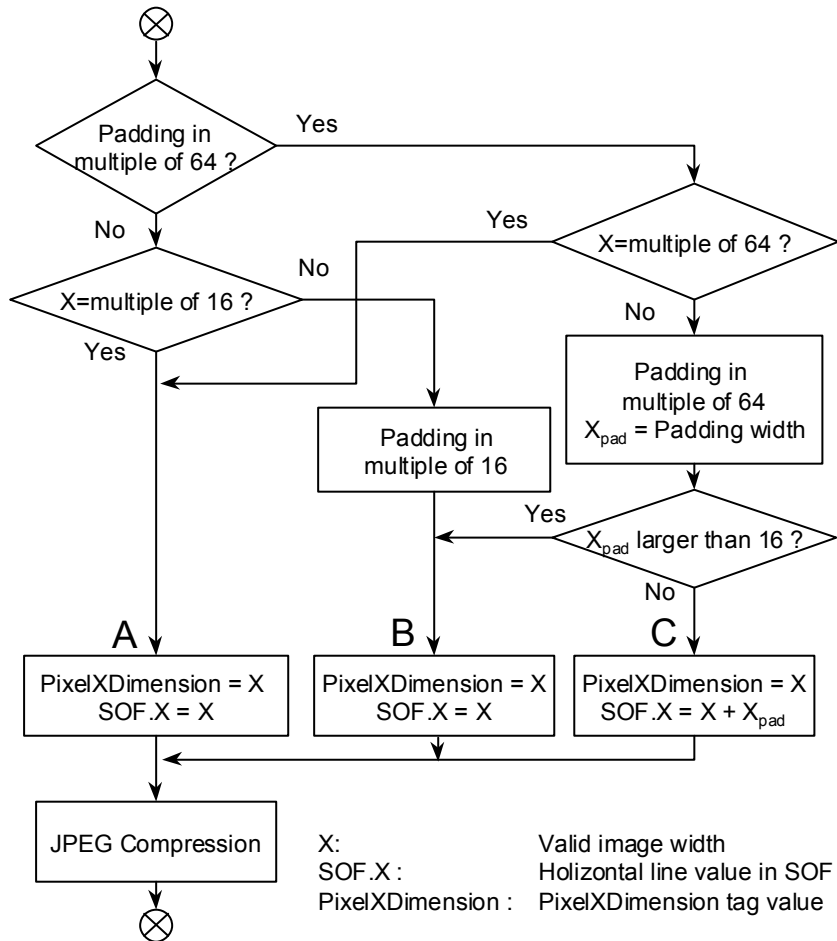 Padding in
multiple of 64 ?
Yes
No
X=multiple of 64 ?
Yes
No
X=multiple of 16 ?
No
Yes
Padding in
multiple of 64
Xpad = Padding width
Padding in
multiple of 16
Xpad larger than 16 ?
Yes
No
A
B
C
PixelXDimension = X
SOF.X = X
PixelXDimension = X
SOF.X = X
PixelXDimension = X
SOF.X = X + Xpad
JPEG Compression
X: Valid image width
SOF.X : Holizontal line value in SOF
PixelXDimension : PixelXDimension tag value